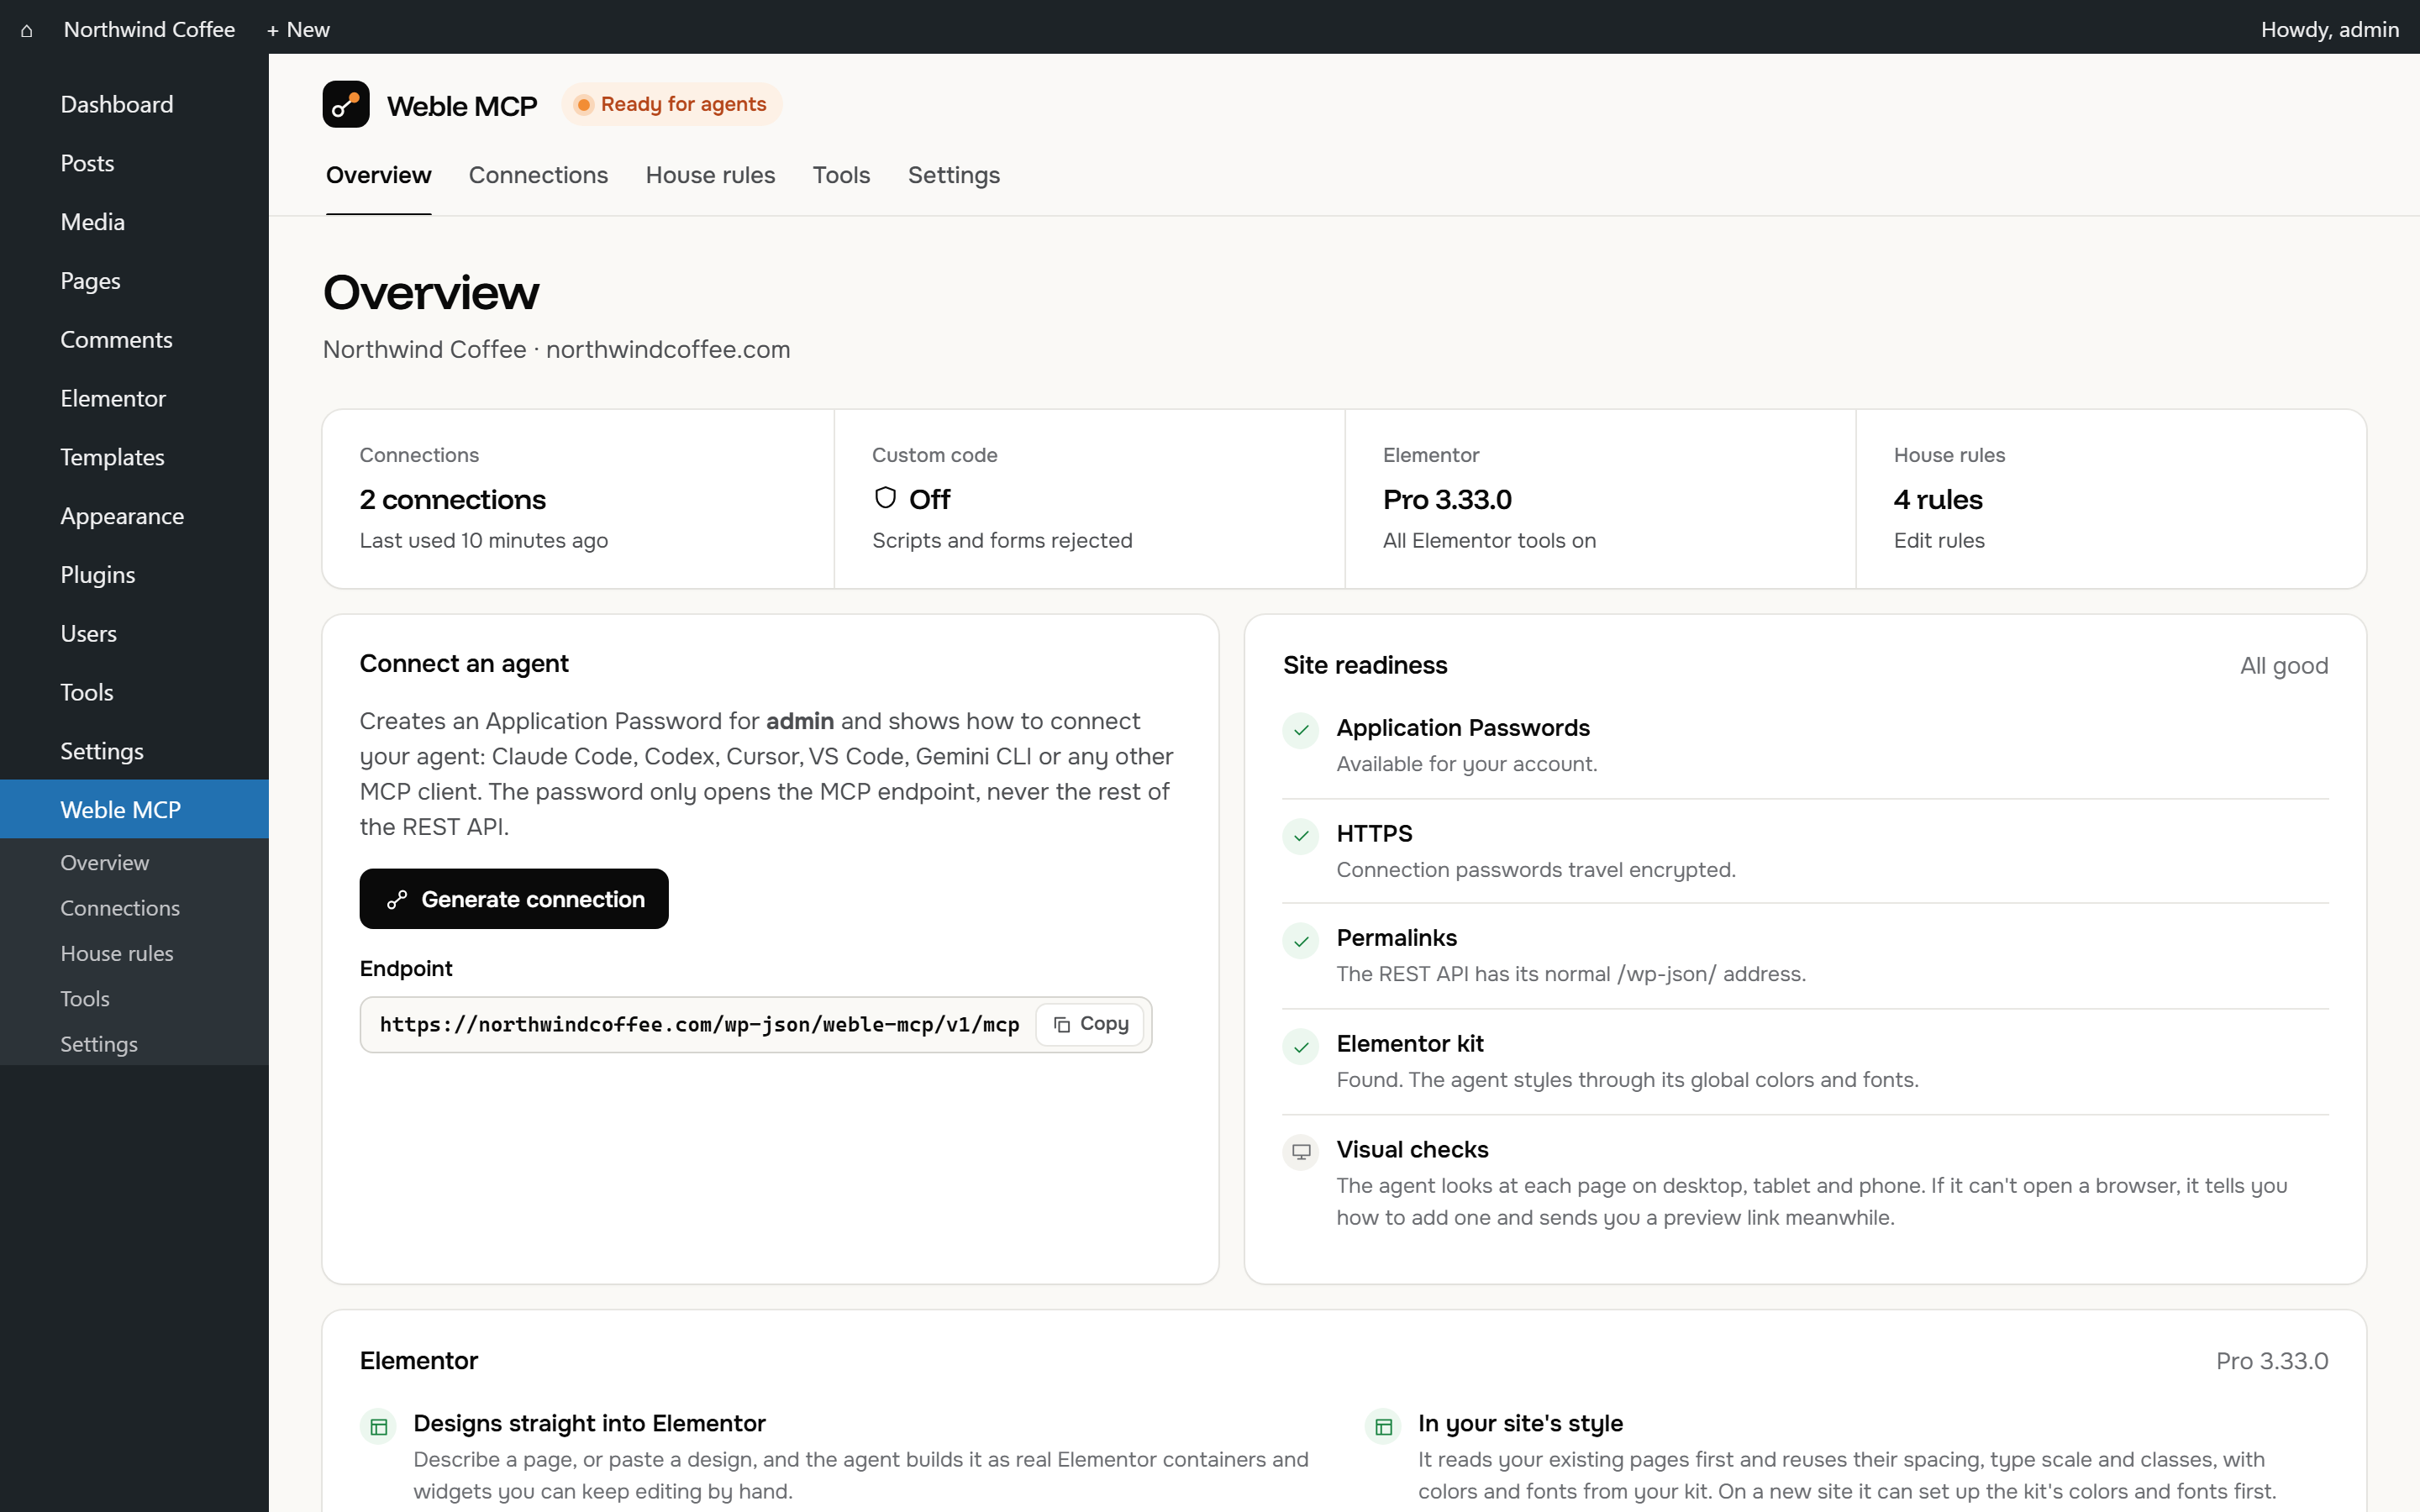 Northwind Coffee
+ New
Howdy, admin
Dashboard
Posts
Media
Pages
Comments
Elementor
Templates
Appearance
Plugins
Users
Tools
Settings
Weble MCP
Overview
Connections
House rules
Tools
Settings
Weble MCP
Ready for agents
Overview
Connections
House rules
Tools
Settings
Overview
Northwind Coffee · northwindcoffee.com
Connections
2 connections
Last used 10 minutes ago
Custom code
Off
Scripts and forms rejected
Elementor
Pro 3.33.0
All Elementor tools on
House rules
4 rules
Edit rules
Connect an agent
Creates an Application Password for admin and shows how to connect
your agent: Claude Code, Codex, Cursor, VS Code, Gemini CLI or any other
MCP client. The password only opens the MCP endpoint, never the rest of
the REST API.
Generate connection
Endpoint
https://northwindcoffee.com/wp-json/weble-mcp/v1/mcp
Copy
Site readiness
All good
Application Passwords
Available for your account.
HTTPS
Connection passwords travel encrypted.
Permalinks
The REST API has its normal /wp-json/ address.
Elementor kit
Found. The agent styles through its global colors and fonts.
Visual checks
The agent looks at each page on desktop, tablet and phone. If it can't open a browser, it tells you
how to add one and sends you a preview link meanwhile.
Elementor
Pro 3.33.0
Designs straight into Elementor
Describe a page, or paste a design, and the agent builds it as real Elementor containers and
widgets you can keep editing by hand.
In your site's style
It reads your existing pages first and reuses their spacing, type scale and classes, with
colors and fonts from your kit. On a new site it can set up the kit's colors and fonts first.